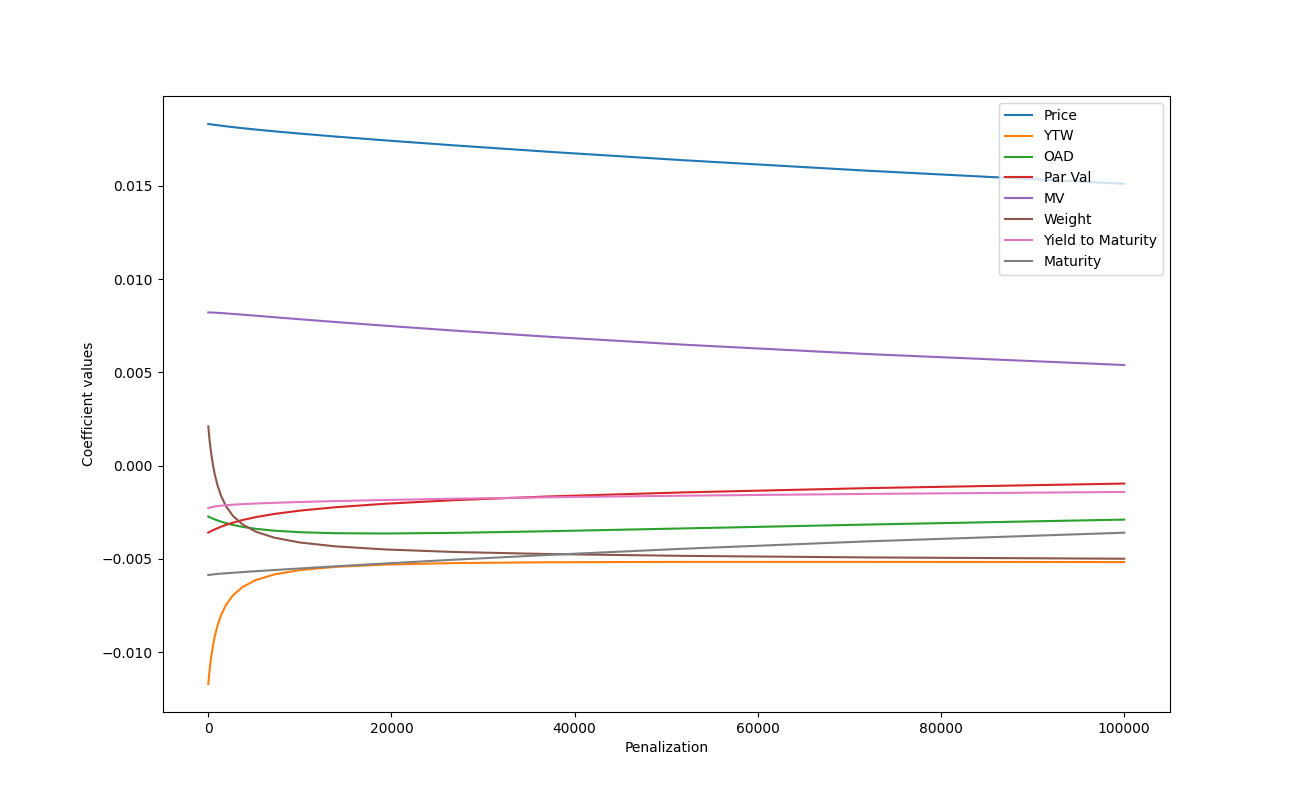 Price
YTW
OAD
Par Val
MV
Weight
Yield to Maturity
Maturity
0.015
0.010
0.005
0.000
−0.005
−0.010
Coefficient values
0 20000 40000 60000 80000 100000
Penalization